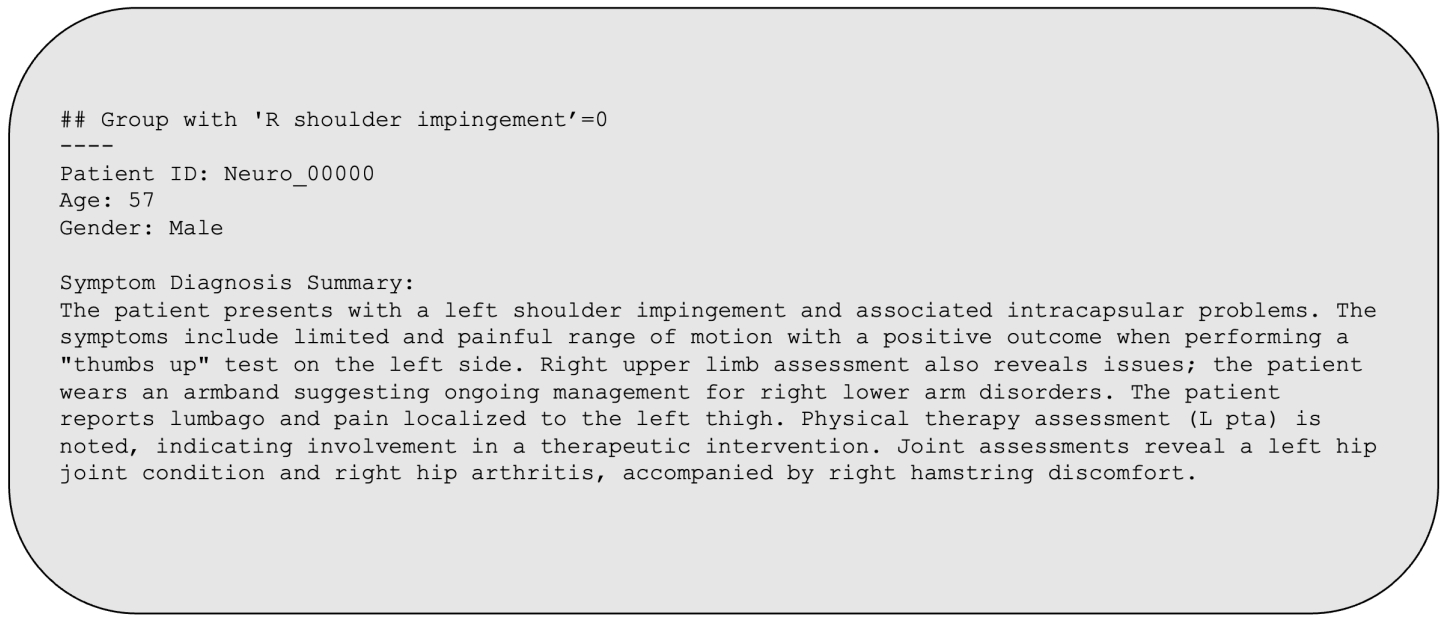 ## Group with 'R shoulder impingement’=0
----
Patient ID: Neuro_00000
Age: 57
Gender: Male
Symptom Diagnosis Summary:
The patient presents with a left shoulder impingement and associated intracapsular problems. The
symptoms include limited and painful range of motion with a positive outcome when performing a
"thumbs up" test on the left side. Right upper limb assessment also reveals issues; the patient
wears an armband suggesting ongoing management for right lower arm disorders. The patient
reports lumbago and pain localized to the left thigh. Physical therapy assessment (L pta) is
noted, indicating involvement in a therapeutic intervention. Joint assessments reveal a left hip
joint condition and right hip arthritis, accompanied by right hamstring discomfort.